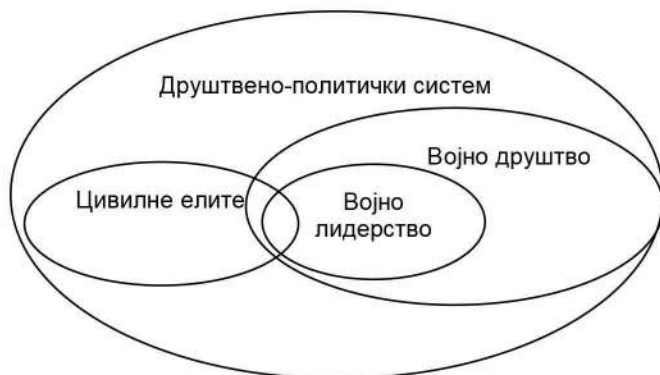 Друштвено-политички систем
Војно друштво
Цивилне елите
Војно
лидерство